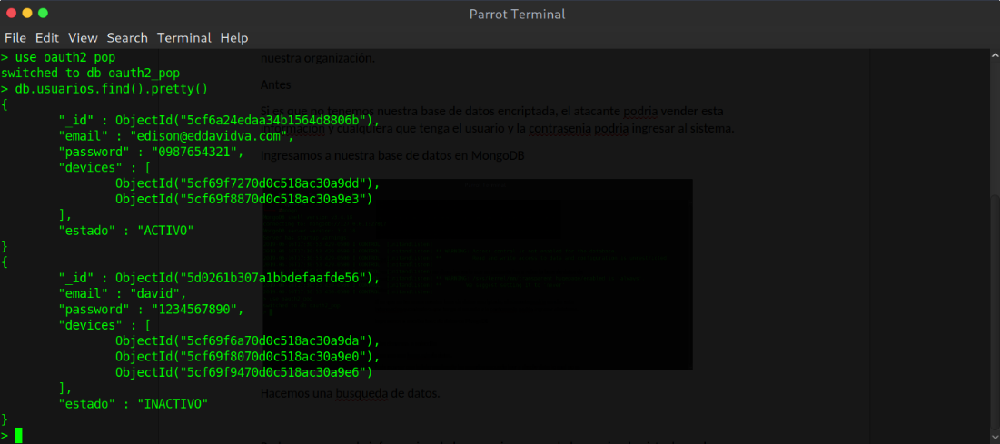 Parrot Terminal
File Edit View Search Terminal Help
> use oauth2_pop
switched to db oauth2_pop
> db.usuarios.find().pretty()
{
"_id" : ObjectId("5cf6a24edaa34b1564d8806b"),
"email" : "edison@eddavidva.com",
"password" : "0987654321",
"devices" : [
ObjectId("5cf69f7270d0c518ac30a9dd"),
ObjectId("5cf69f8870d0c518ac30a9e3")
],
"estado" : "ACTIVO"
}
{
"_id" : ObjectId("5d0261b307a1bbdefaafde56"),
"email" : "david",
"password" : "1234567890",
"devices" : [
ObjectId("5cf69f6a70d0c518ac30a9da"),
ObjectId("5cf69f8070d0c518ac30a9e0"),
ObjectId("5cf69f9470d0c518ac30a9e6")
],
"estado" : "INACTIVO"
}
>
nuestra organización.
Antes
Si es que no tenemos nuestra base de datos encriptada, el atacante podria vender esta
información y cualquiera que tenga el usuario y la contrasenia podria ingresar al sistema.
Ingresamos a nuestra base de datos en MongoDB
Hacemos una busqueda de datos.